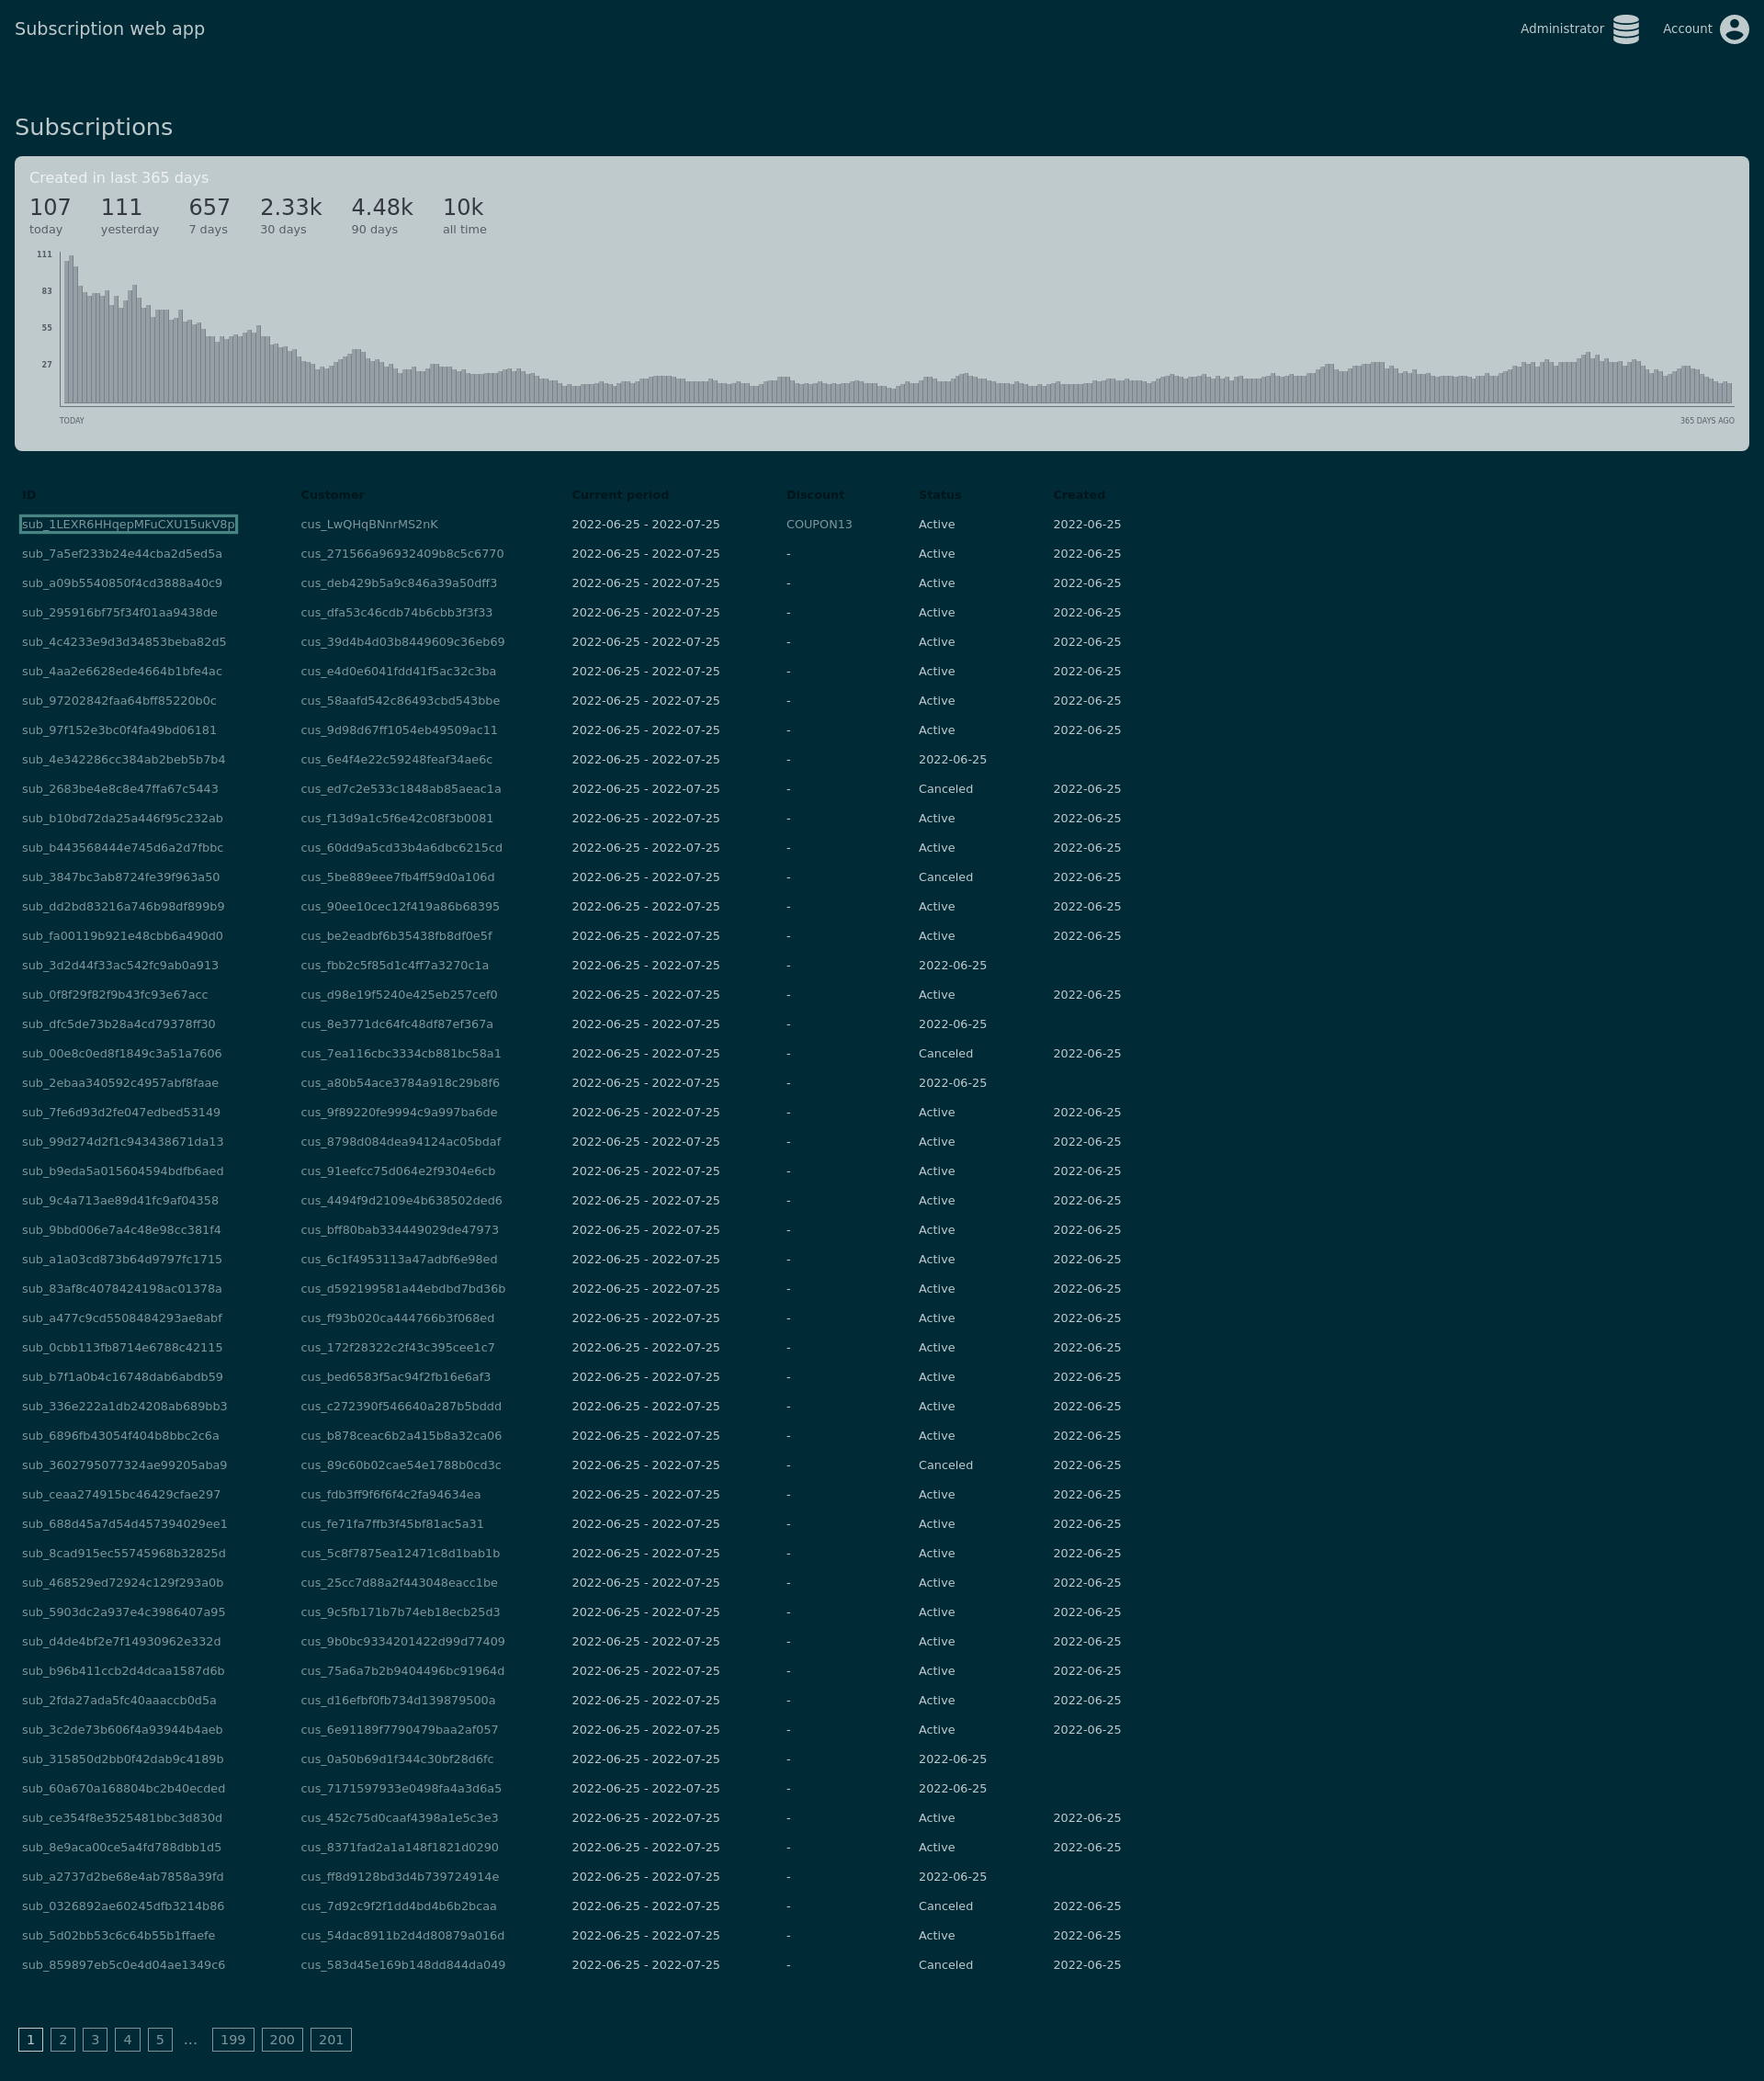 Subscription web app
Administrator
Account
Subscriptions
Created in last 365 days
107 111 657 2.33k 4.48k 10k
today yesterday 7 days 30 days 90 days all time
111
83
55
27
TODAY 365 DAYS AGO
ID Customer Current period Discount Status Created
sub_1LEXR6HHqepMFuCXU15ukV8p cus_LwQHqBNnrMS2nK 2022-06-25 - 2022-07-25 COUPON13 Active 2022-06-25
sub_7a5ef233b24e44cba2d5ed5a cus_271566a96932409b8c5c6770 2022-06-25 - 2022-07-25 - Active 2022-06-25
sub_a09b5540850f4cd3888a40c9 cus_deb429b5a9c846a39a50dff3 2022-06-25 - 2022-07-25 - Active 2022-06-25
sub_295916bf75f34f01aa9438de cus_dfa53c46cdb74b6cbb3f3f33 2022-06-25 - 2022-07-25 - Active 2022-06-25
sub_4c4233e9d3d34853beba82d5 cus_39d4b4d03b8449609c36eb69 2022-06-25 - 2022-07-25 - Active 2022-06-25
sub_4aa2e6628ede4664b1bfe4ac cus_e4d0e6041fdd41f5ac32c3ba 2022-06-25 - 2022-07-25 - Active 2022-06-25
sub_97202842faa64bff85220b0c cus_58aafd542c86493cbd543bbe 2022-06-25 - 2022-07-25 - Active 2022-06-25
sub_97f152e3bc0f4fa49bd06181 cus_9d98d67ff1054eb49509ac11 2022-06-25 - 2022-07-25 - Active 2022-06-25
sub_4e342286cc384ab2beb5b7b4 cus_6e4f4e22c59248feaf34ae6c 2022-06-25 - 2022-07-25 - 2022-06-25
sub_2683be4e8c8e47ffa67c5443 cus_ed7c2e533c1848ab85aeac1a 2022-06-25 - 2022-07-25 - Canceled 2022-06-25
sub_b10bd72da25a446f95c232ab cus_f13d9a1c5f6e42c08f3b0081 2022-06-25 - 2022-07-25 - Active 2022-06-25
sub_b443568444e745d6a2d7fbbc cus_60dd9a5cd33b4a6dbc6215cd 2022-06-25 - 2022-07-25 - Active 2022-06-25
sub_3847bc3ab8724fe39f963a50 cus_5be889eee7fb4ff59d0a106d 2022-06-25 - 2022-07-25 - Canceled 2022-06-25
sub_dd2bd83216a746b98df899b9 cus_90ee10cec12f419a86b68395 2022-06-25 - 2022-07-25 - Active 2022-06-25
sub_fa00119b921e48cbb6a490d0 cus_be2eadbf6b35438fb8df0e5f 2022-06-25 - 2022-07-25 - Active 2022-06-25
sub_3d2d44f33ac542fc9ab0a913 cus_fbb2c5f85d1c4ff7a3270c1a 2022-06-25 - 2022-07-25 - 2022-06-25
sub_0f8f29f82f9b43fc93e67acc cus_d98e19f5240e425eb257cef0 2022-06-25 - 2022-07-25 - Active 2022-06-25
sub_dfc5de73b28a4cd79378ff30 cus_8e3771dc64fc48df87ef367a 2022-06-25 - 2022-07-25 - 2022-06-25
sub_00e8c0ed8f1849c3a51a7606 cus_7ea116cbc3334cb881bc58a1 2022-06-25 - 2022-07-25 - Canceled 2022-06-25
sub_2ebaa340592c4957abf8faae cus_a80b54ace3784a918c29b8f6 2022-06-25 - 2022-07-25 - 2022-06-25
sub_7fe6d93d2fe047edbed53149 cus_9f89220fe9994c9a997ba6de 2022-06-25 - 2022-07-25 - Active 2022-06-25
sub_99d274d2f1c943438671da13 cus_8798d084dea94124ac05bdaf 2022-06-25 - 2022-07-25 - Active 2022-06-25
sub_b9eda5a015604594bdfb6aed cus_91eefcc75d064e2f9304e6cb 2022-06-25 - 2022-07-25 - Active 2022-06-25
sub_9c4a713ae89d41fc9af04358 cus_4494f9d2109e4b638502ded6 2022-06-25 - 2022-07-25 - Active 2022-06-25
sub_9bbd006e7a4c48e98cc381f4 cus_bff80bab334449029de47973 2022-06-25 - 2022-07-25 - Active 2022-06-25
sub_a1a03cd873b64d9797fc1715 cus_6c1f4953113a47adbf6e98ed 2022-06-25 - 2022-07-25 - Active 2022-06-25
sub_83af8c4078424198ac01378a cus_d592199581a44ebdbd7bd36b 2022-06-25 - 2022-07-25 - Active 2022-06-25
sub_a477c9cd5508484293ae8abf cus_ff93b020ca444766b3f068ed 2022-06-25 - 2022-07-25 - Active 2022-06-25
sub_0cbb113fb8714e6788c42115 cus_172f28322c2f43c395cee1c7 2022-06-25 - 2022-07-25 - Active 2022-06-25
sub_b7f1a0b4c16748dab6abdb59 cus_bed6583f5ac94f2fb16e6af3 2022-06-25 - 2022-07-25 - Active 2022-06-25
sub_336e222a1db24208ab689bb3 cus_c272390f546640a287b5bddd 2022-06-25 - 2022-07-25 - Active 2022-06-25
sub_6896fb43054f404b8bbc2c6a cus_b878ceac6b2a415b8a32ca06 2022-06-25 - 2022-07-25 - Active 2022-06-25
sub_3602795077324ae99205aba9 cus_89c60b02cae54e1788b0cd3c 2022-06-25 - 2022-07-25 - Canceled 2022-06-25
sub_ceaa274915bc46429cfae297 cus_fdb3ff9f6f6f4c2fa94634ea 2022-06-25 - 2022-07-25 - Active 2022-06-25
sub_688d45a7d54d457394029ee1 cus_fe71fa7ffb3f45bf81ac5a31 2022-06-25 - 2022-07-25 - Active 2022-06-25
sub_8cad915ec55745968b32825d cus_5c8f7875ea12471c8d1bab1b 2022-06-25 - 2022-07-25 - Active 2022-06-25
sub_468529ed72924c129f293a0b cus_25cc7d88a2f443048eacc1be 2022-06-25 - 2022-07-25 - Active 2022-06-25
sub_5903dc2a937e4c3986407a95 cus_9c5fb171b7b74eb18ecb25d3 2022-06-25 - 2022-07-25 - Active 2022-06-25
sub_d4de4bf2e7f14930962e332d cus_9b0bc9334201422d99d77409 2022-06-25 - 2022-07-25 - Active 2022-06-25
sub_b96b411ccb2d4dcaa1587d6b cus_75a6a7b2b9404496bc91964d 2022-06-25 - 2022-07-25 - Active 2022-06-25
sub_2fda27ada5fc40aaaccb0d5a cus_d16efbf0fb734d139879500a 2022-06-25 - 2022-07-25 - Active 2022-06-25
sub_3c2de73b606f4a93944b4aeb cus_6e91189f7790479baa2af057 2022-06-25 - 2022-07-25 - Active 2022-06-25
sub_315850d2bb0f42dab9c4189b cus_0a50b69d1f344c30bf28d6fc 2022-06-25 - 2022-07-25 - 2022-06-25
sub_60a670a168804bc2b40ecded cus_7171597933e0498fa4a3d6a5 2022-06-25 - 2022-07-25 - 2022-06-25
sub_ce354f8e3525481bbc3d830d cus_452c75d0caaf4398a1e5c3e3 2022-06-25 - 2022-07-25 - Active 2022-06-25
sub_8e9aca00ce5a4fd788dbb1d5 cus_8371fad2a1a148f1821d0290 2022-06-25 - 2022-07-25 - Active 2022-06-25
sub_a2737d2be68e4ab7858a39fd cus_ff8d9128bd3d4b739724914e 2022-06-25 - 2022-07-25 - 2022-06-25
sub_0326892ae60245dfb3214b86 cus_7d92c9f2f1dd4bd4b6b2bcaa 2022-06-25 - 2022-07-25 - Canceled 2022-06-25
sub_5d02bb53c6c64b55b1ffaefe cus_54dac8911b2d4d80879a016d 2022-06-25 - 2022-07-25 - Active 2022-06-25
sub_859897eb5c0e4d04ae1349c6 cus_583d45e169b148dd844da049 2022-06-25 - 2022-07-25 - Canceled 2022-06-25
1 2 3 4 5 ... 199 200 201